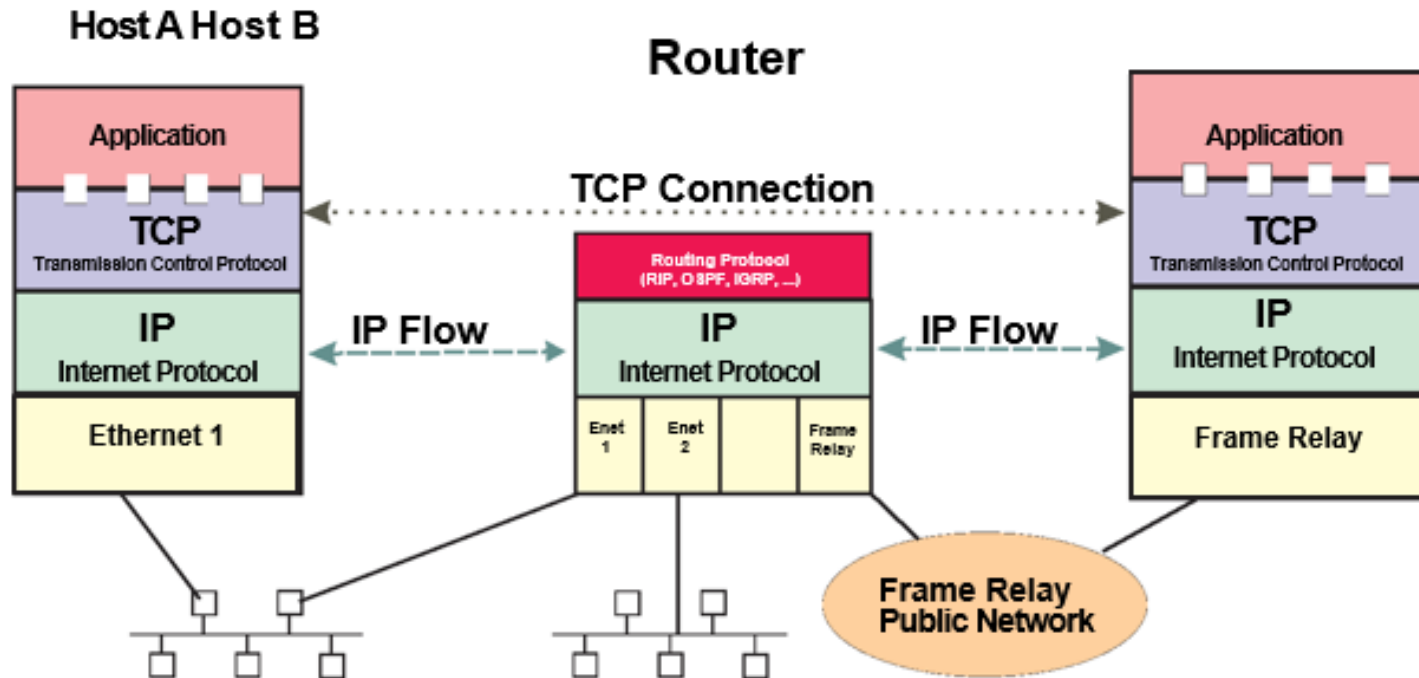 Host A Host B
Router
Application
TCP
Transmission Control Protocol
IP
Internet Protocol
Ethernet 1
TCP Connection
IP Flow
Routing Protocol
(RIP, OSPF, IGRP, ...)
IP
Internet Protocol
Enet
1
Enet
2
Frame
Relay
IP Flow
Application
TCP
Transmission Control Protocol
IP
Internet Protocol
Frame Relay
Frame Relay
Public Network